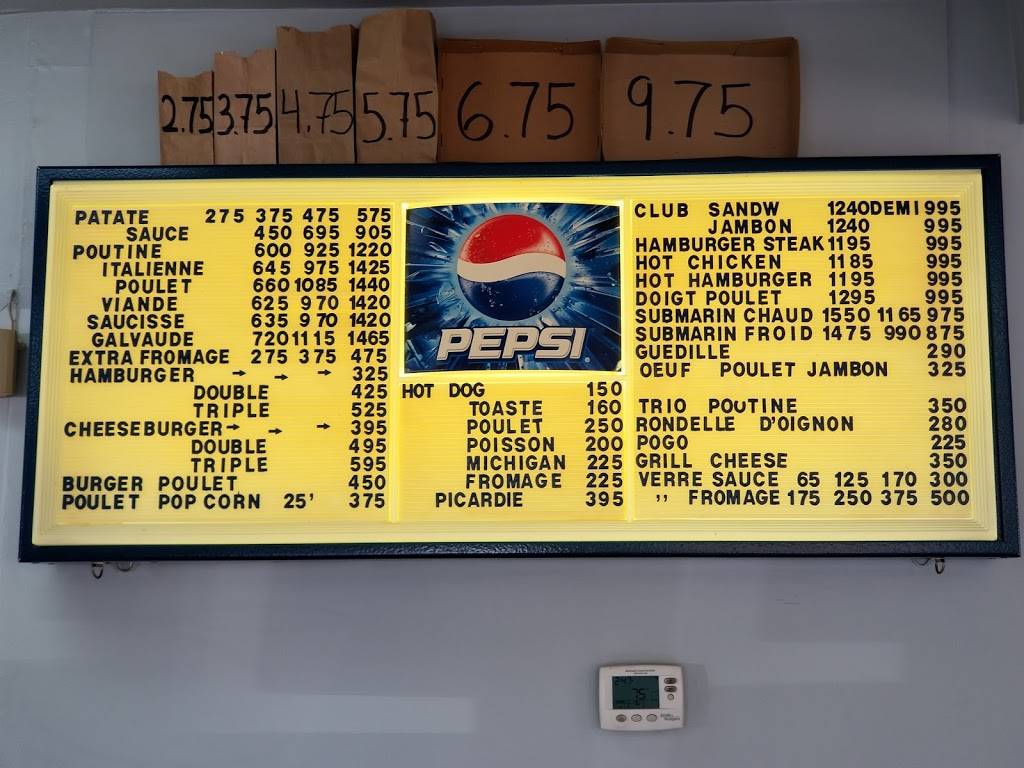 2.75 3.75 4.75 5.75 6.75 9.75
PATATE 275 375 475 575
SAUCE 450 695 905
POUTINE 600 925 1220
ITALIENNE 645 975 1425
POULET 660 1085 1440
VIANDE 625 970 1420
SAUCISSE 635 970 1420
GALVAUDE 720 1115 1465
EXTRA FROMAGE 275 375 475
HAMBURGER → → → 325
DOUBLE 425
TRIPLE 525
CHEESEBURGER → → → 395
DOUBLE 495
TRIPLE 595
BURGER POULET 450
POULET POP CORN 25' 375
PEPSI
HOT DOG 150
TOASTE 160
POULET 250
POISSON 200
MICHIGAN 225
FROMAGE 225
PICARDIE 395
CLUB SANDW 1240 DEMI 995
JAMBON 1240 995
HAMBURGER STEAK 1195 995
HOT CHICKEN 1185 995
HOT HAMBURGER 1195 995
DOIGT POULET 1295 995
SUBMARIN CHAUD 1550 1165 975
SUBMARIN FROID 1475 990 875
GUEDILLE 290
OEUF POULET JAMBON 325
TRIO POUTINE 350
RONDELLE D'OIGNON 280
POGO 225
GRILL CHEESE 350
VERRE SAUCE 65 125 170 300
,, FROMAGE 175 250 375 500
75